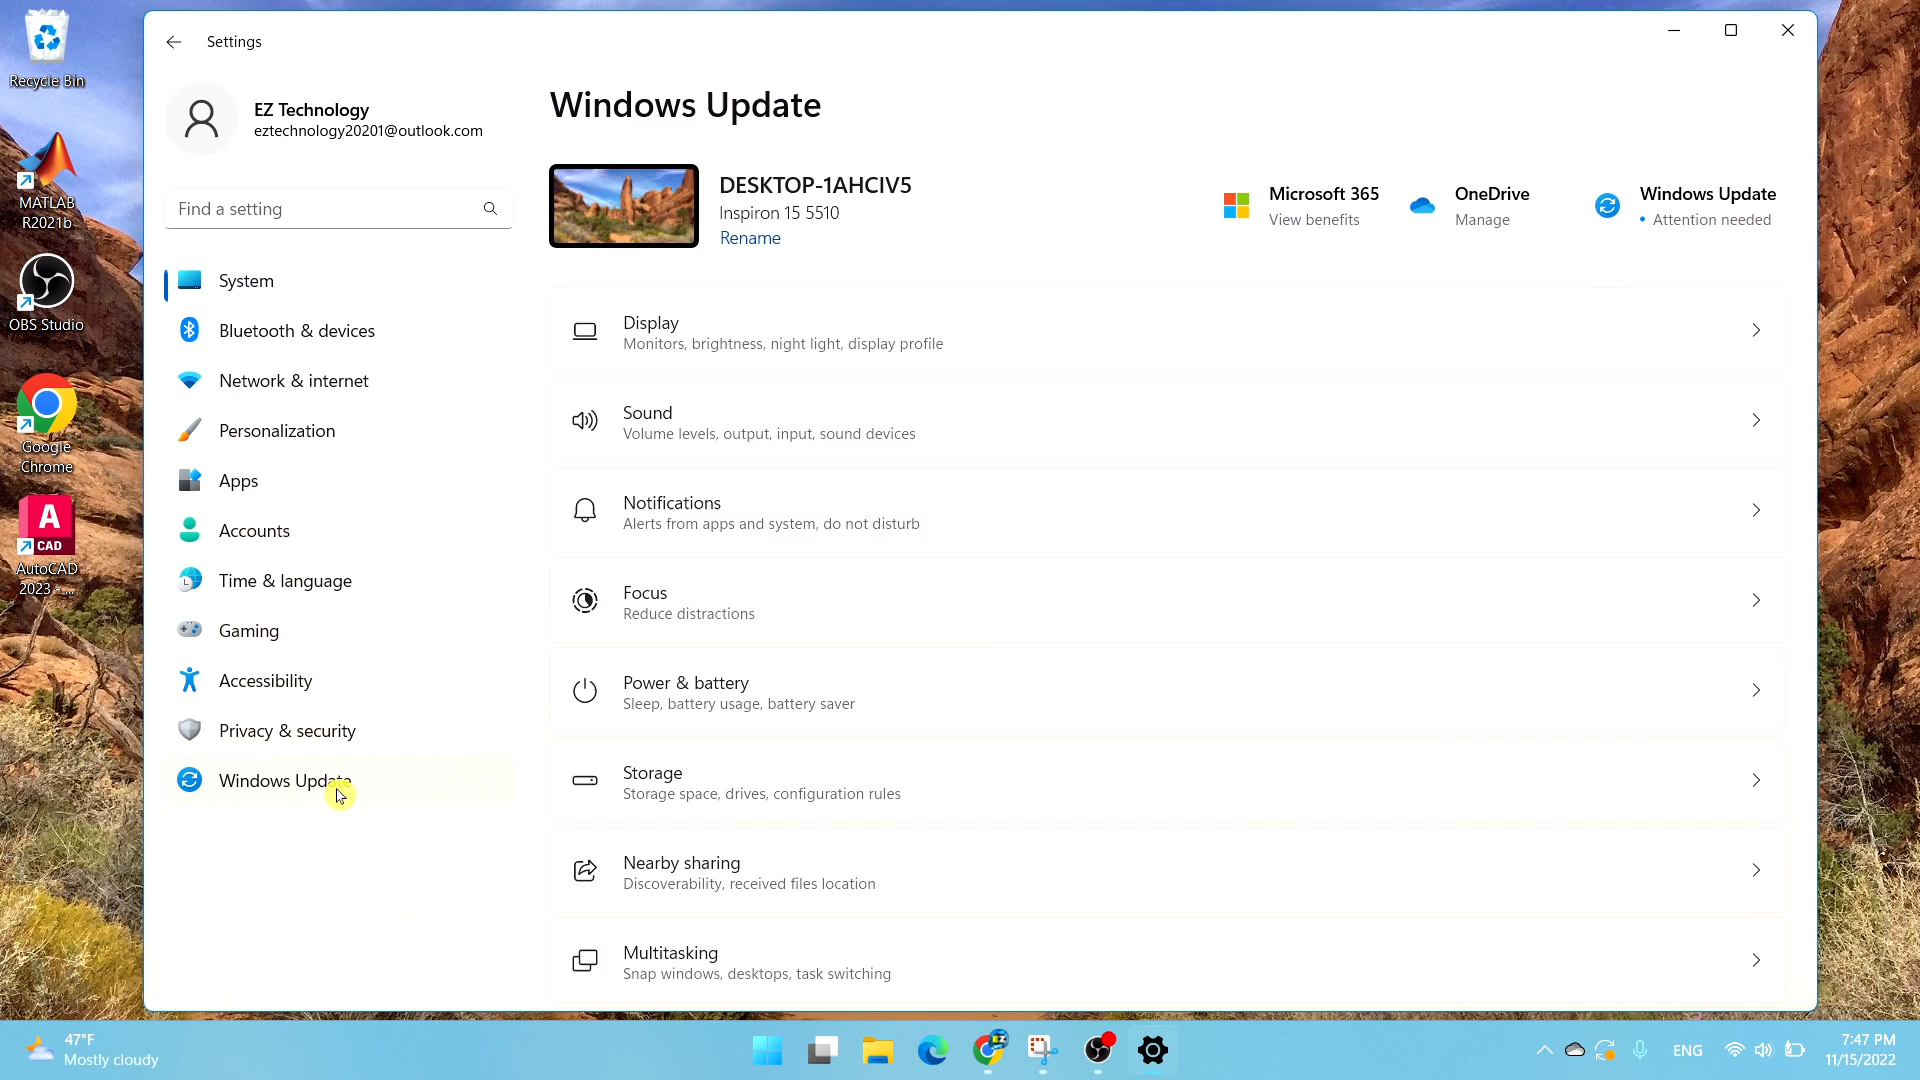 Recycle Bin
MATLAB
R2021b
OBS Studio
Google
Chrome
A
CAD
AutoCAD
2023 - ...
Settings
EZ Technology
eztechnology20201@outlook.com
Find a setting
System
Bluetooth & devices
Network & internet
Personalization
Apps
Accounts
Time & language
Gaming
Accessibility
Privacy & security
Windows Update
Windows Update
DESKTOP-1AHCIV5
Inspiron 15 5510
Rename
Microsoft 365
View benefits
OneDrive
Manage
Windows Update
• Attention needed
Display
Monitors, brightness, night light, display profile
Sound
Volume levels, output, input, sound devices
Notifications
Alerts from apps and system, do not disturb
Focus
Reduce distractions
Power & battery
Sleep, battery usage, battery saver
Storage
Storage space, drives, configuration rules
Nearby sharing
Discoverability, received files location
Multitasking
Snap windows, desktops, task switching
47°F
Mostly cloudy
EZ
ENG
7:47 PM
11/15/2022